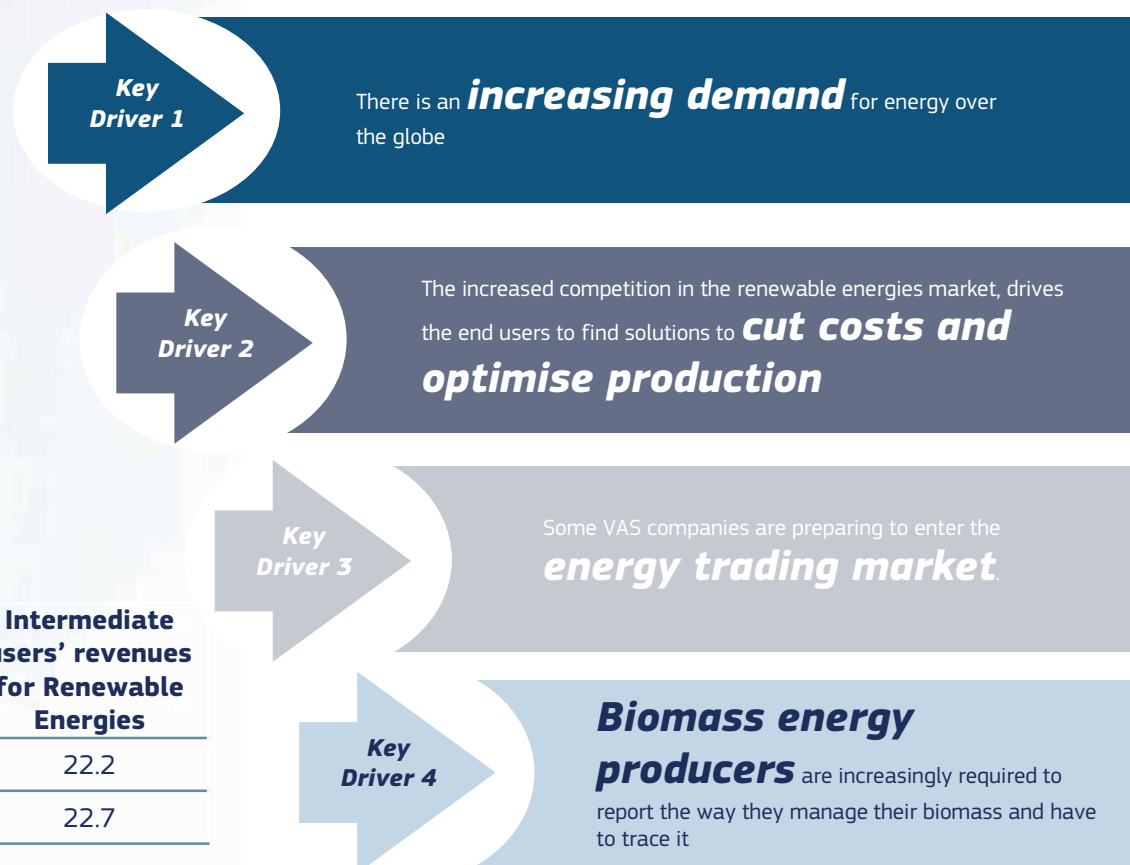 Key
Driver 1
There is an increasing demand for energy over
the globe
Key
Driver 2
The increased competition in the renewable energies market, drives
the end users to find solutions to cut costs and
optimise production
Key
Driver 3
Some VAS companies are preparing to enter the
energy trading market.
Key
Driver 4
Biomass energy
producers are increasingly required to
report the way they manage their biomass and have
to trace it
Intermediate
users’ revenues
for Renewable
Energies
22.2
22.7